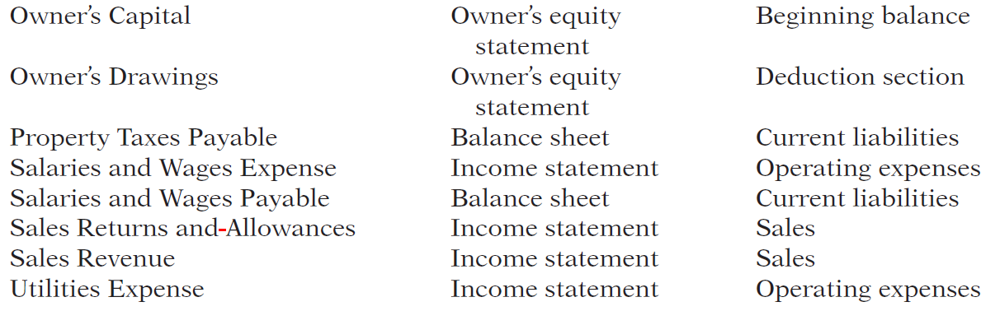 Owner’s Capital Owner’s equity Beginning balance
statement
Owner’s Drawings Owner’s equity Deduction section
statement
Property Taxes Payable Balance sheet Current liabilities
Salaries and Wages Expense Income statement Operating expenses
Salaries and Wages Payable Balance sheet Current liabilities
Sales Returns and-Allowances Income statement Sales
Sales Revenue Income statement Sales
Utilities Expense Income statement Operating expenses